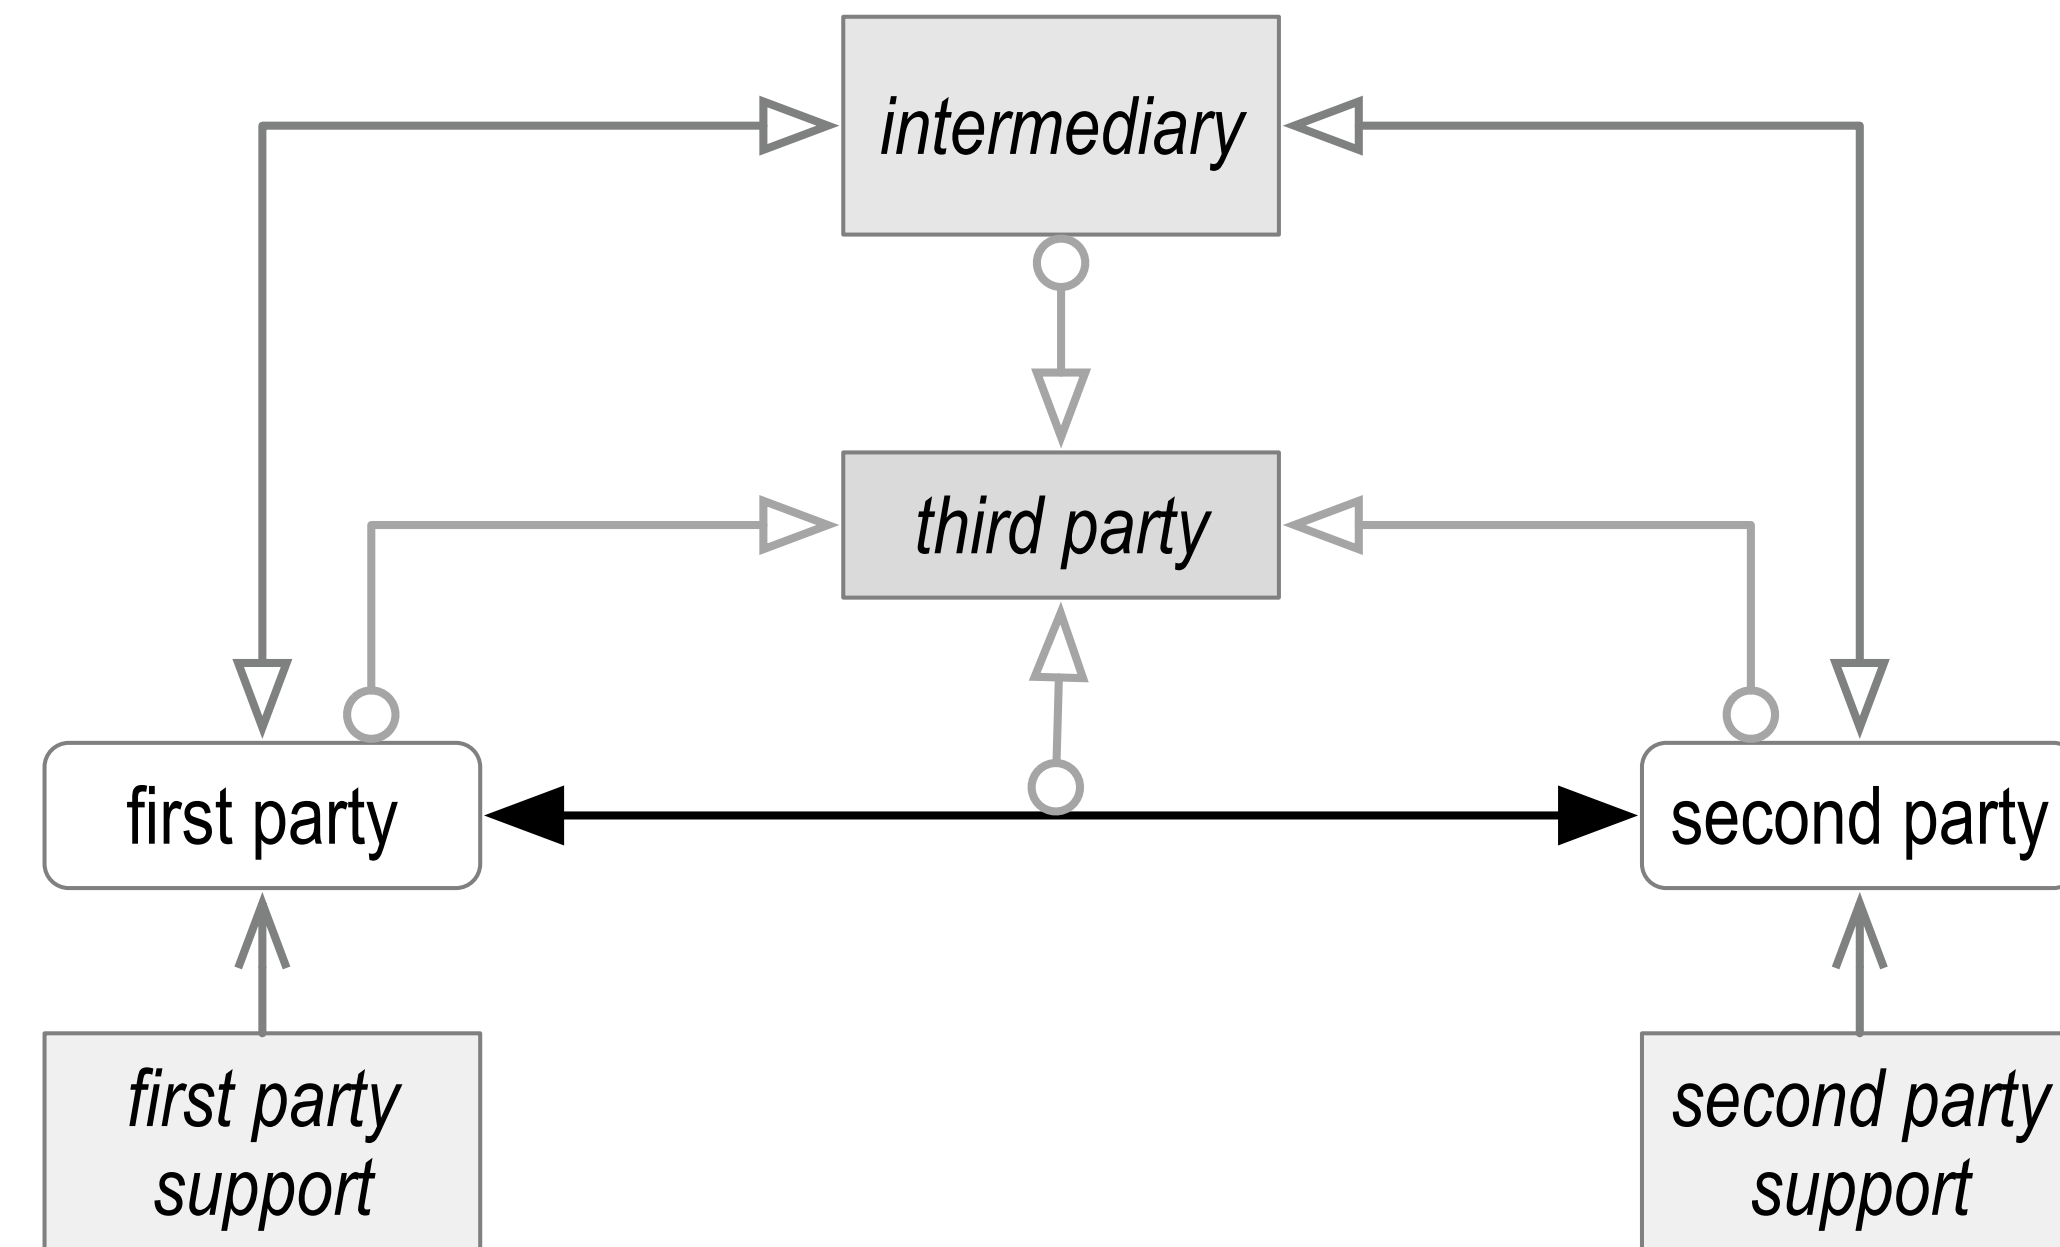 intermediary
third party
first party
second party
first party
support
second party
support